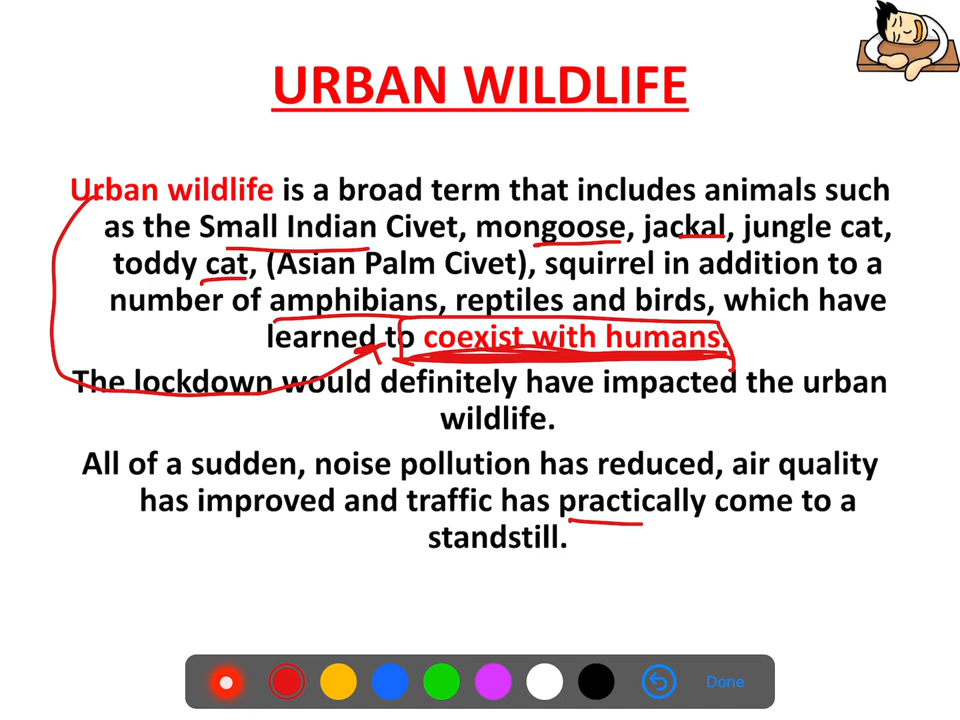 URBAN WILDLIFE
Urban wildlife is a broad term that includes animals such
as the Small Indian Civet, mongoose, jackal, jungle cat,
toddy cat, (Asian Palm Civet), squirrel in addition to a
number of amphibians, reptiles and birds, which have
learned to coexist with humans.
The lockdown would definitely have impacted the urban
wildlife.
All of a sudden, noise pollution has reduced, air quality
has improved and traffic has practically come to a
standstill.
Done